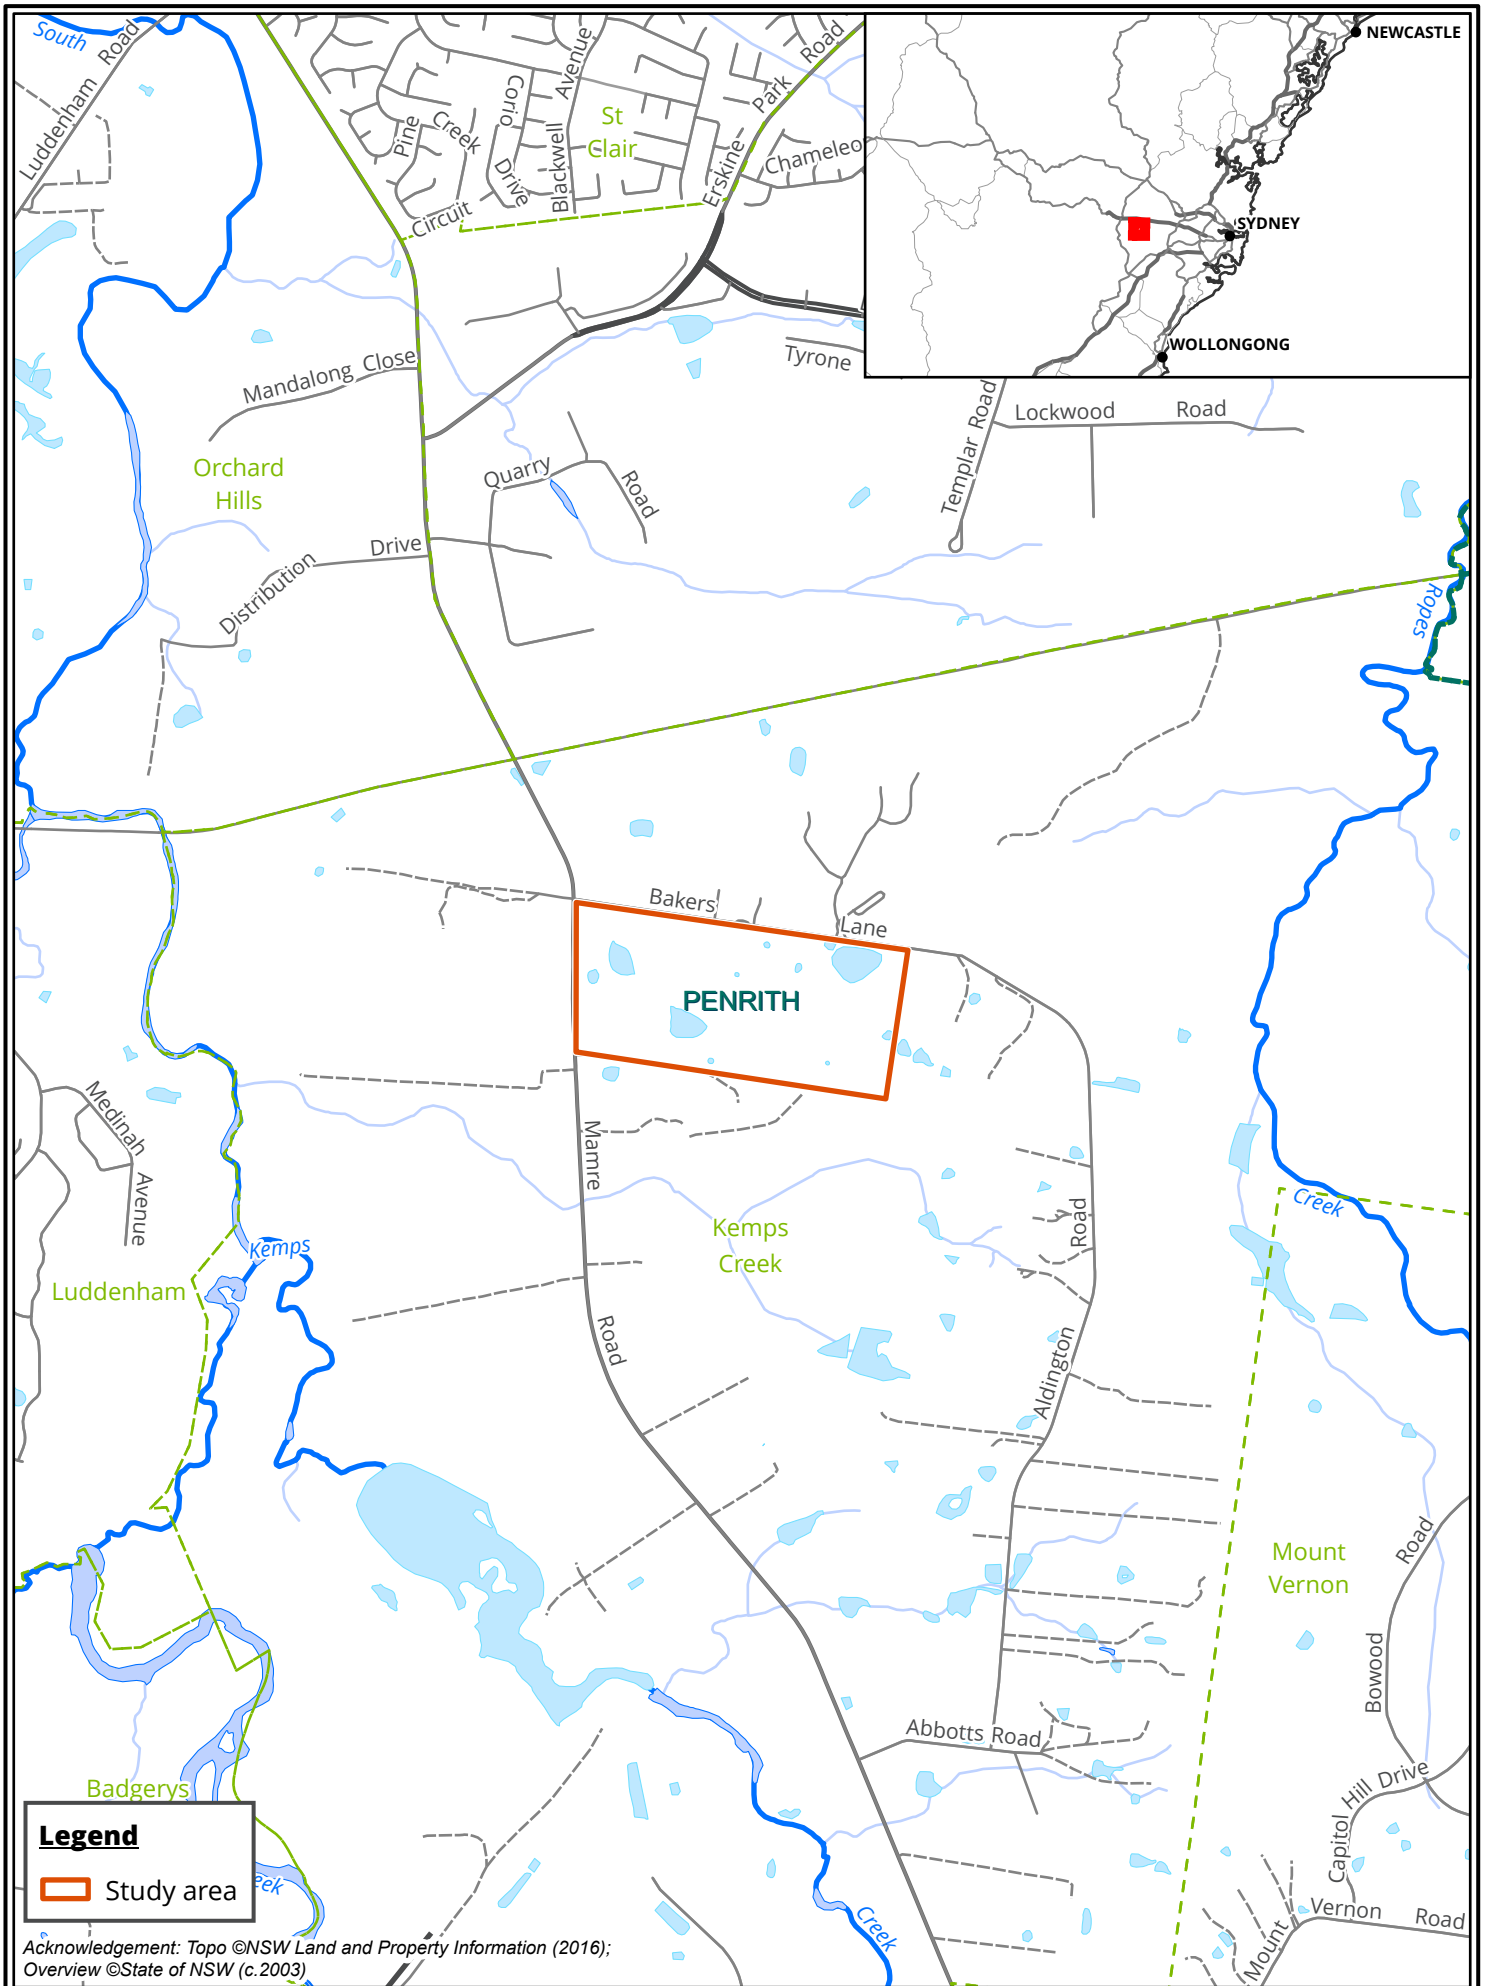 South
Luddenham Road
Pine
Creek
Circuit
Corio
Drive
Blackwell Avenue
St
Clair
Erskine Park Road
Chameleo
NEWCASTLE
SYDNEY
WOLLONGONG
Mandalong Close
Tyrone
Templar Road
Lockwood Road
Orchard
Hills
Quarry Road
Distribution Drive
Ropes
Bakers Lane
PENRITH
Medinah
Avenue
Mamre
Road
Kemps
Creek
Road
Creek
Kemps
Luddenham
Aldington
Mount
Vernon
Road
Bowood
Abbotts Road
Badgerys
Capitol Hill Drive
Legend
Study area
eek
Creek
Mount
Vernon Road
Acknowledgement: Topo ©NSW Land and Property Information (2016);
Overview ©State of NSW (c.2003)